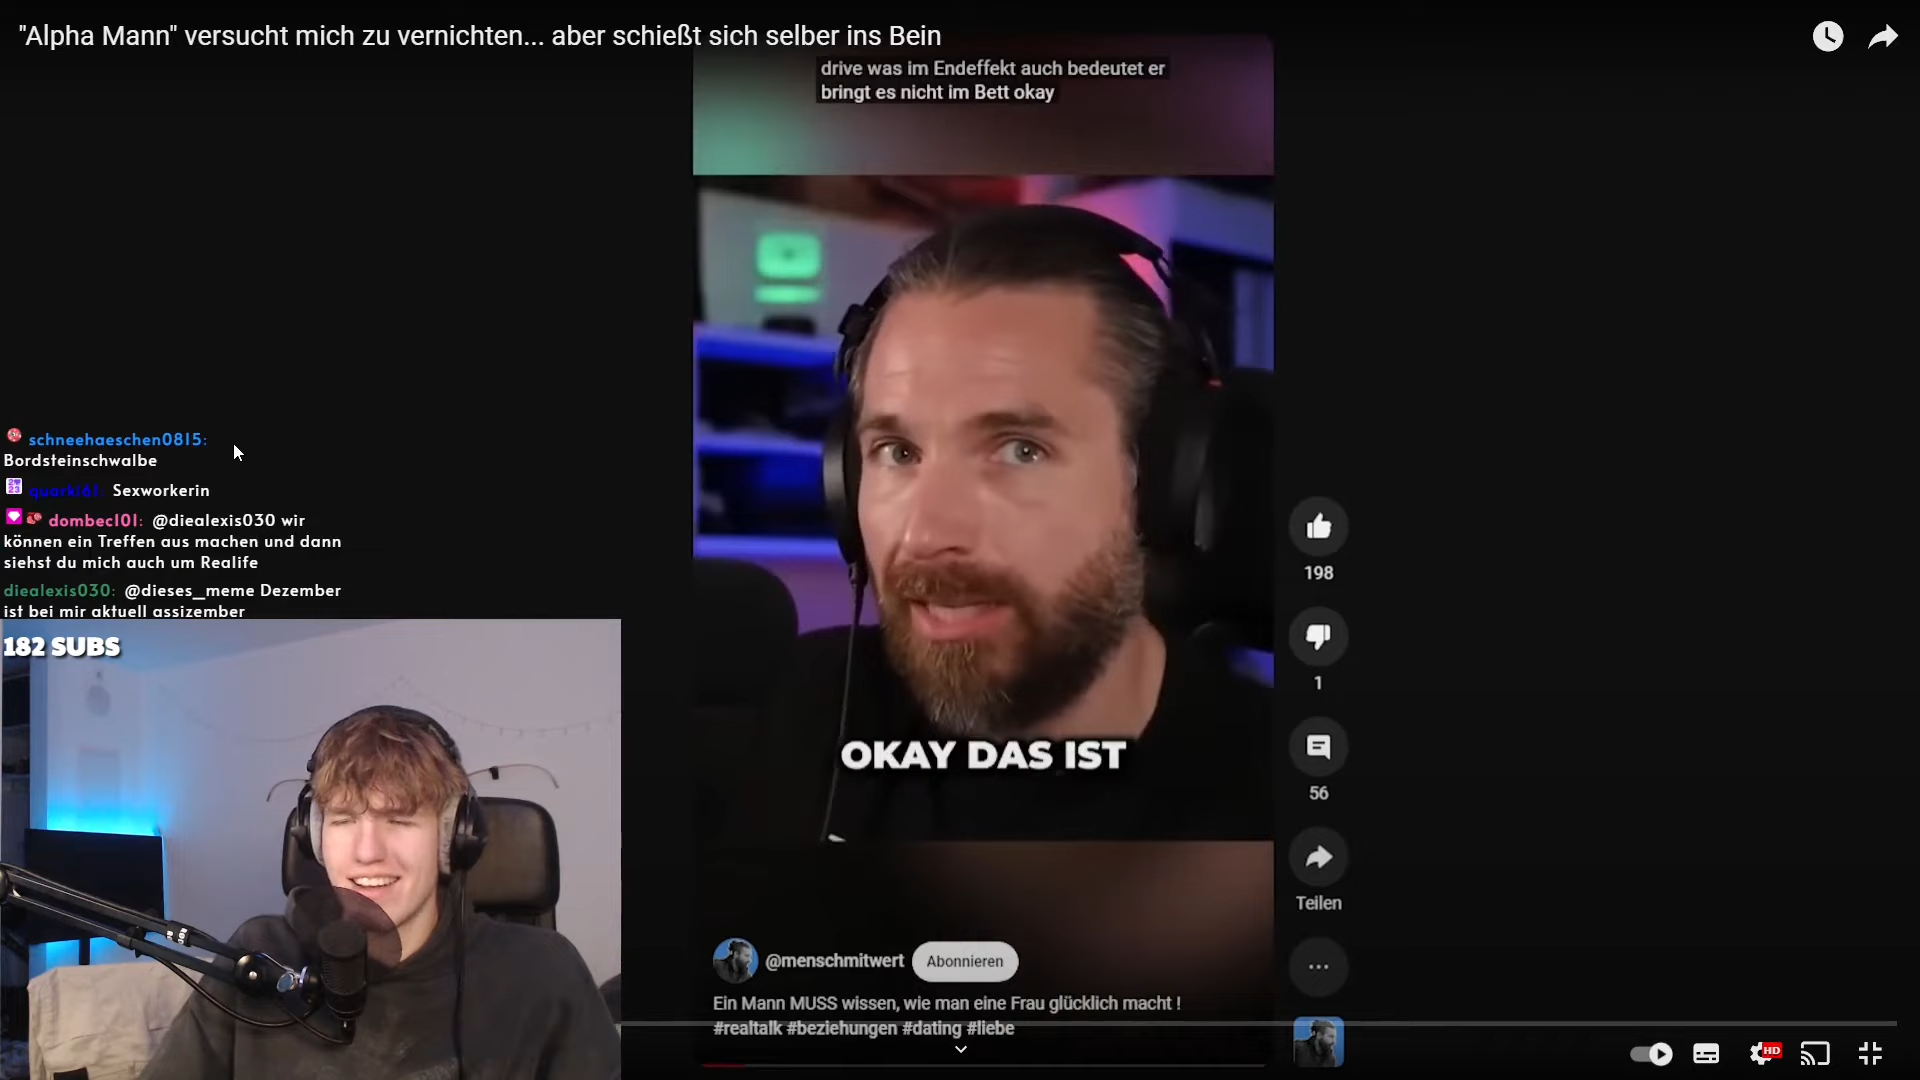 "Alpha Mann" versucht mich zu vernichten... aber schießt sich selber ins Bein
drive was im Endeffekt auch bedeutet er
bringt es nicht im Bett okay
schneehaeschen0815:
Bordsteinschwalbe
quarki61: Sexworkerin
dombec101: @diealexis030 wir
können ein Treffen aus machen und dann
siehst du mich auch um Realife
diealexis030: @dieses_meme Dezember
ist bei mir aktuell assizember
182 SUBS
OKAY DAS IST
198
1
56
Teilen
@menschmitwert Abonnieren
Ein Mann MUSS wissen, wie man eine Frau glücklich macht !
#realtalk #beziehungen #dating #liebe
HD